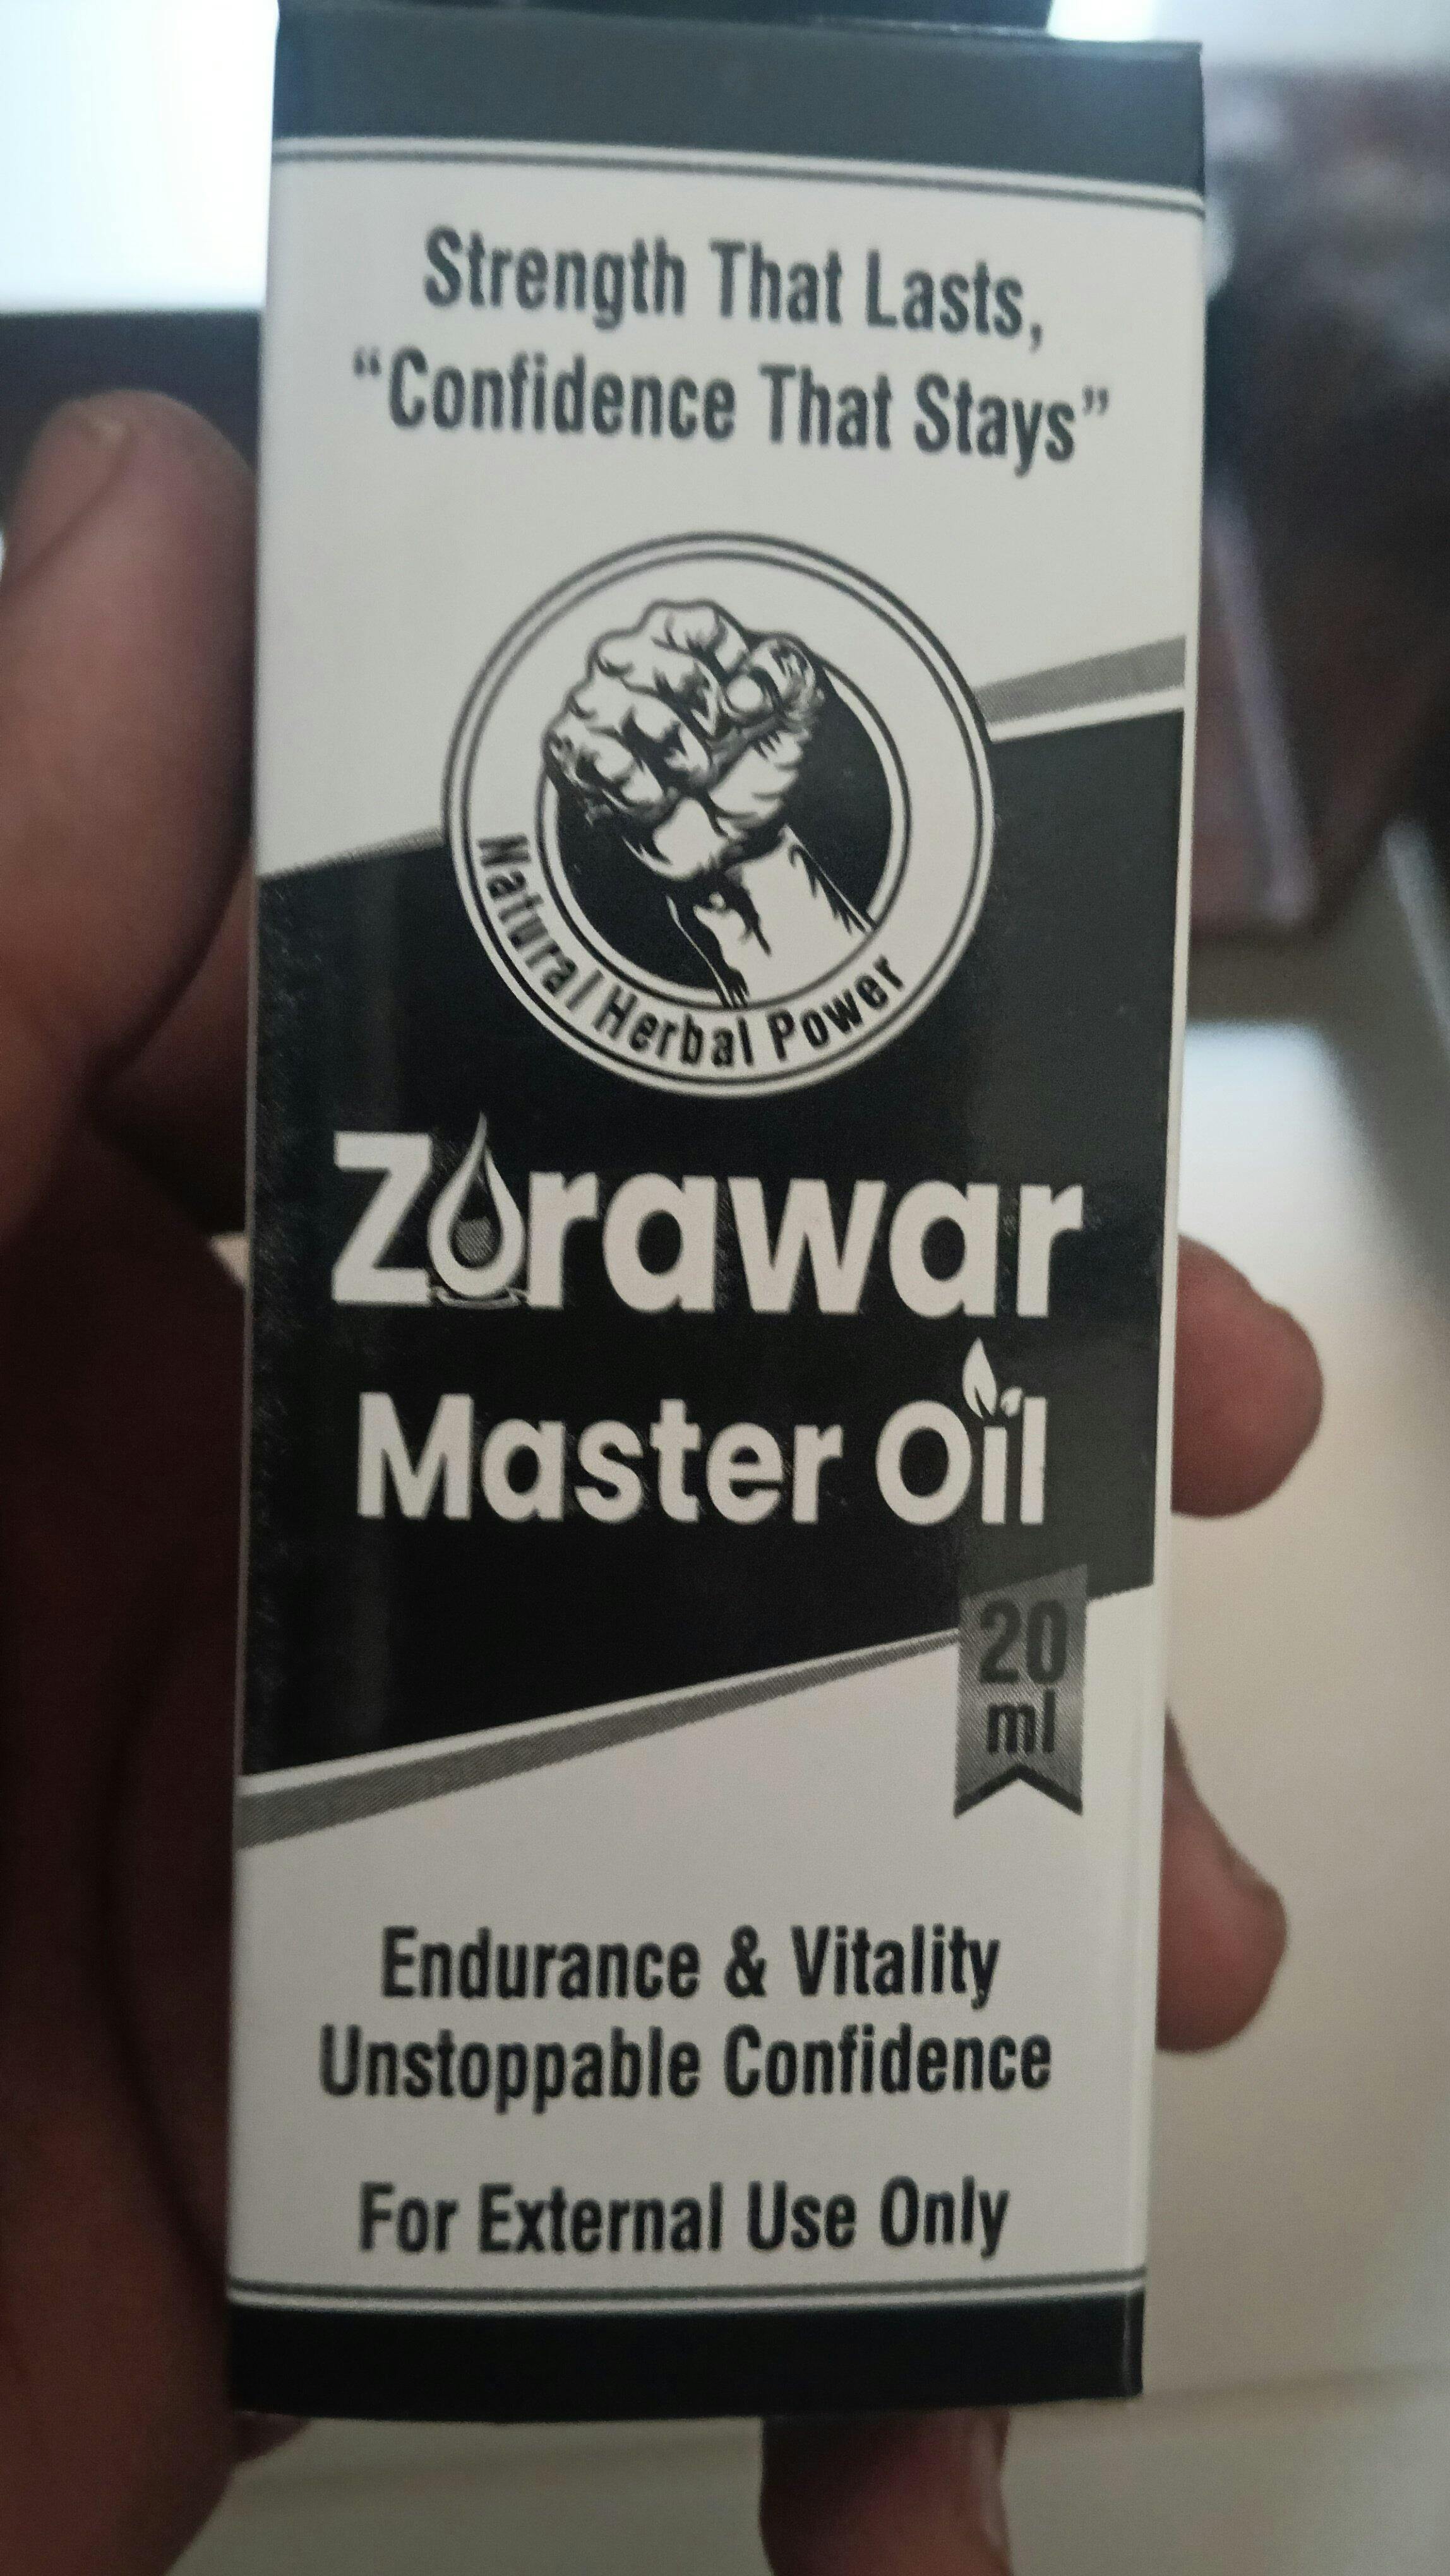 Strength That Lasts,
“Confidence That Stays”
Natural Herbal Power
Zorawar
Master Oil
20
ml
Endurance & Vitality
Unstoppable Confidence
For External Use Only